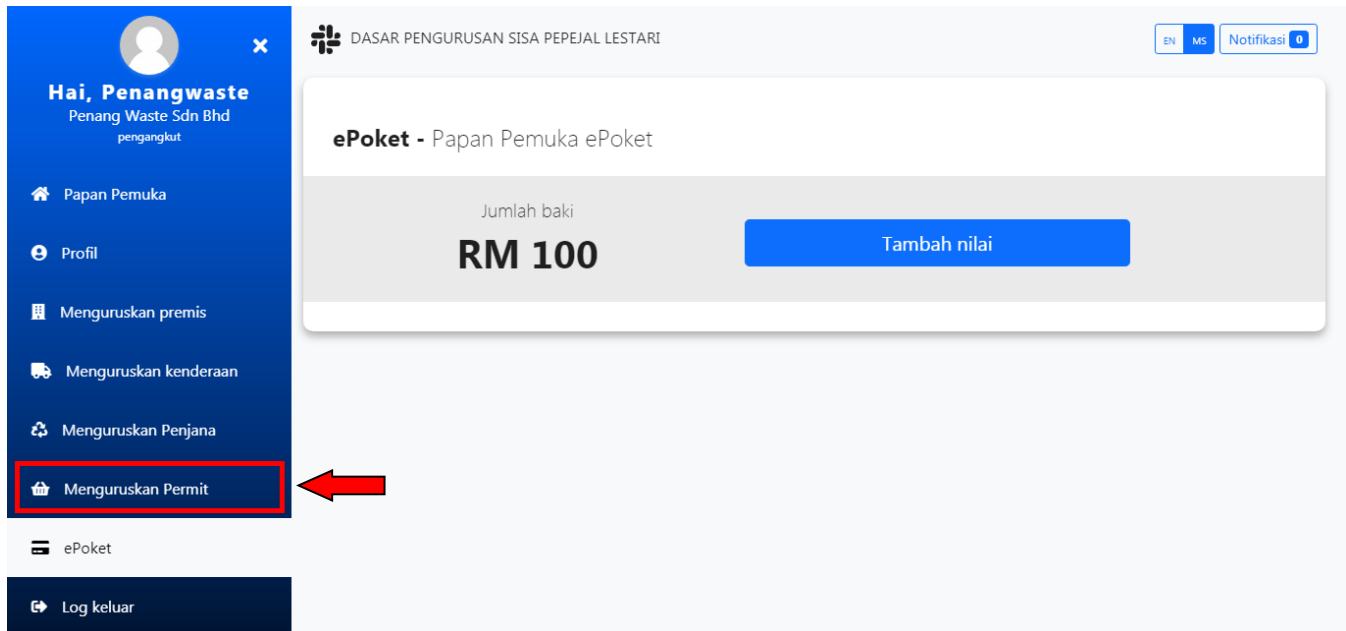 Hai, Penangwaste
Penang Waste Sdn Bhd
pengangkut
Papan Pemuka
Profil
Menguruskan premis
Menguruskan kenderaan
Menguruskan Penjana
Menguruskan Permit
ePoket
Log keluar
DASAR PENGURUSAN SISA PEPEJAL LESTARI
EN MS Notifikasi 0
ePoket - Papan Pemuka ePoket
Jumlah baki
RM 100
Tambah nilai